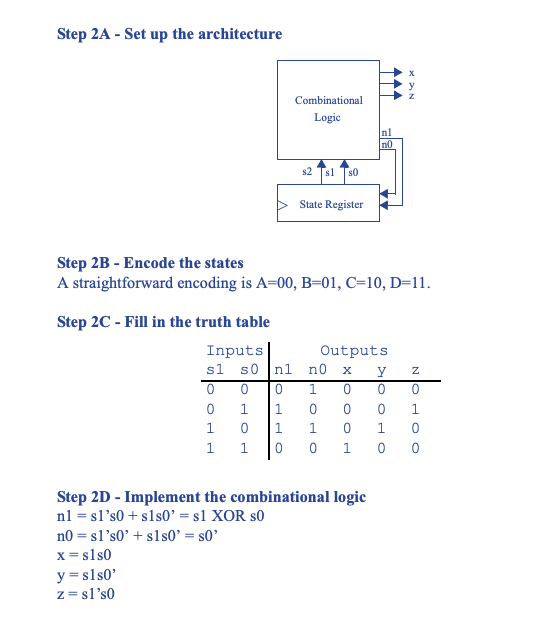 Step 2A - Set up the architecture
x
y
z
Combinational
Logic
n1
n0
s2 s1 s0
State Register
Step 2B - Encode the states
A straightforward encoding is A=00, B=01, C=10, D=11.
Step 2C - Fill in the truth table
Inputs Outputs
s1 s0 n1 n0 x y z
0 0 0 1 0 0 0
0 1 1 0 0 0 1
1 0 1 1 0 1 0
1 1 0 0 1 0 0
Step 2D - Implement the combinational logic
n1 = s1’s0 + s1s0’ = s1 XOR s0
n0 = s1’s0’ + s1s0’ = s0’
x = s1s0
y = s1s0’
z = s1’s0